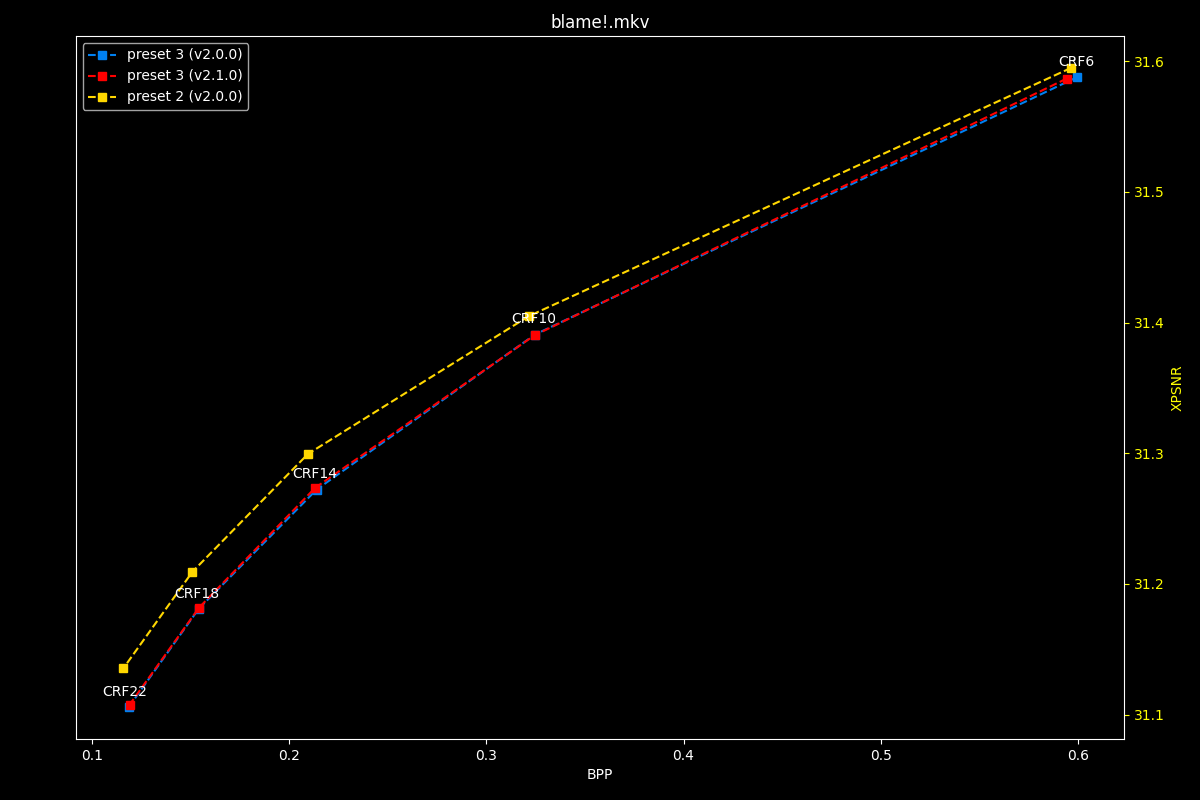 blame!.mkv
preset 3 (v2.0.0)
preset 3 (v2.1.0)
preset 2 (v2.0.0)
CRF6
CRF10
CRF14
CRF18
CRF22
31.6
31.5
31.4
31.3
31.2
31.1
XPSNR
0.1 0.2 0.3 0.4 0.5 0.6
BPP